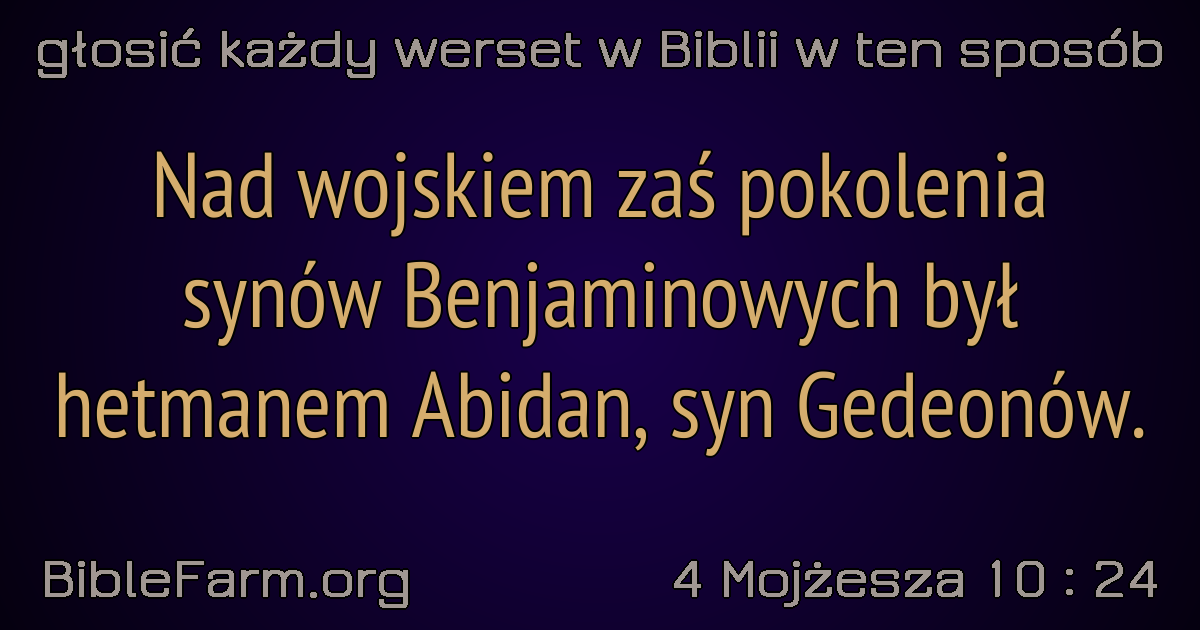 głosić każdy werset w Biblii w ten sposób
Nad wojskiem zaś pokolenia
synów Benjaminowych był
hetmanem Abidan, syn Gedeonów.
BibleFarm.org
4 Mojżesza 10 : 24